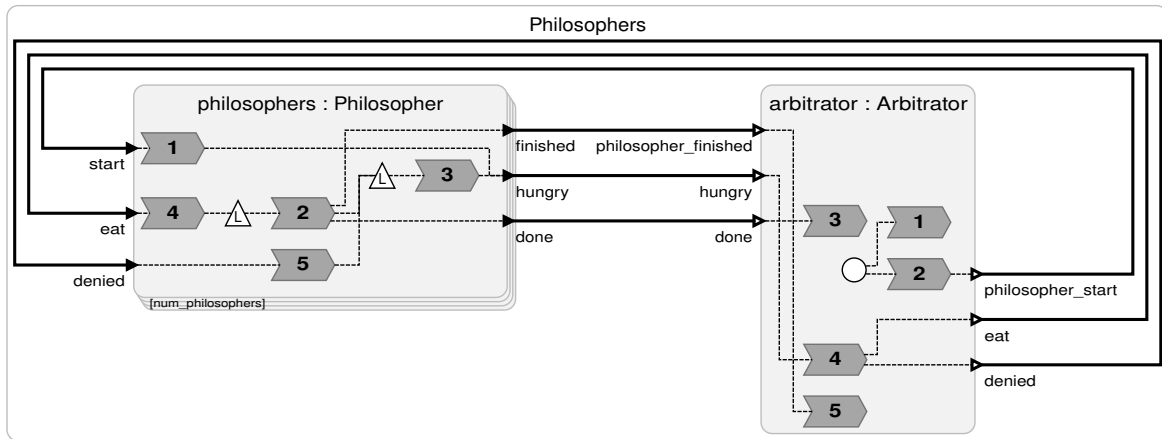 Philosophers
philosophers : Philosopher
arbitrator : Arbitrator
1
start
finished
philosopher_finished
L
3
hungry
hungry
4
L
2
eat
done
done
3
1
5
denied
2
philosopher_start
[num_philosophers]
eat
4
denied
5